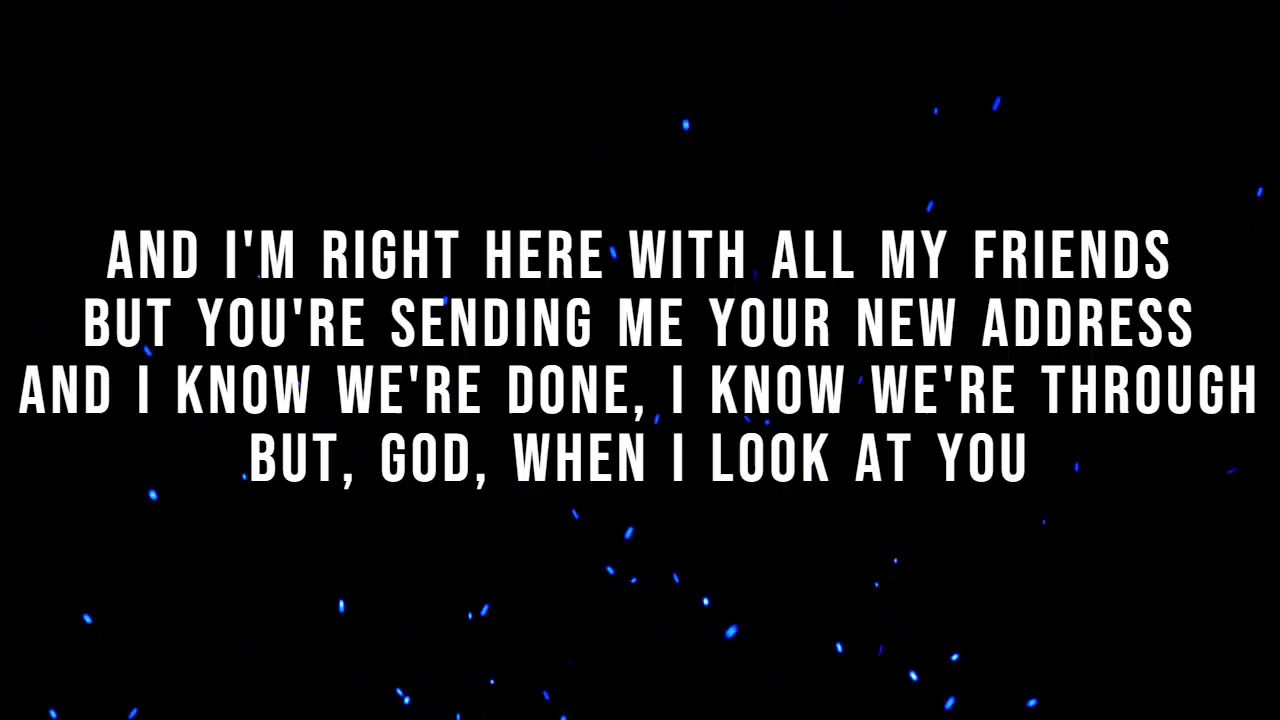 AND I'M RIGHT HERE WITH ALL MY FRIENDS
BUT YOU'RE SENDING ME YOUR NEW ADDRESS
AND I KNOW WE'RE DONE, I KNOW WE'RE THROUGH
BUT, GOD, WHEN I LOOK AT YOU